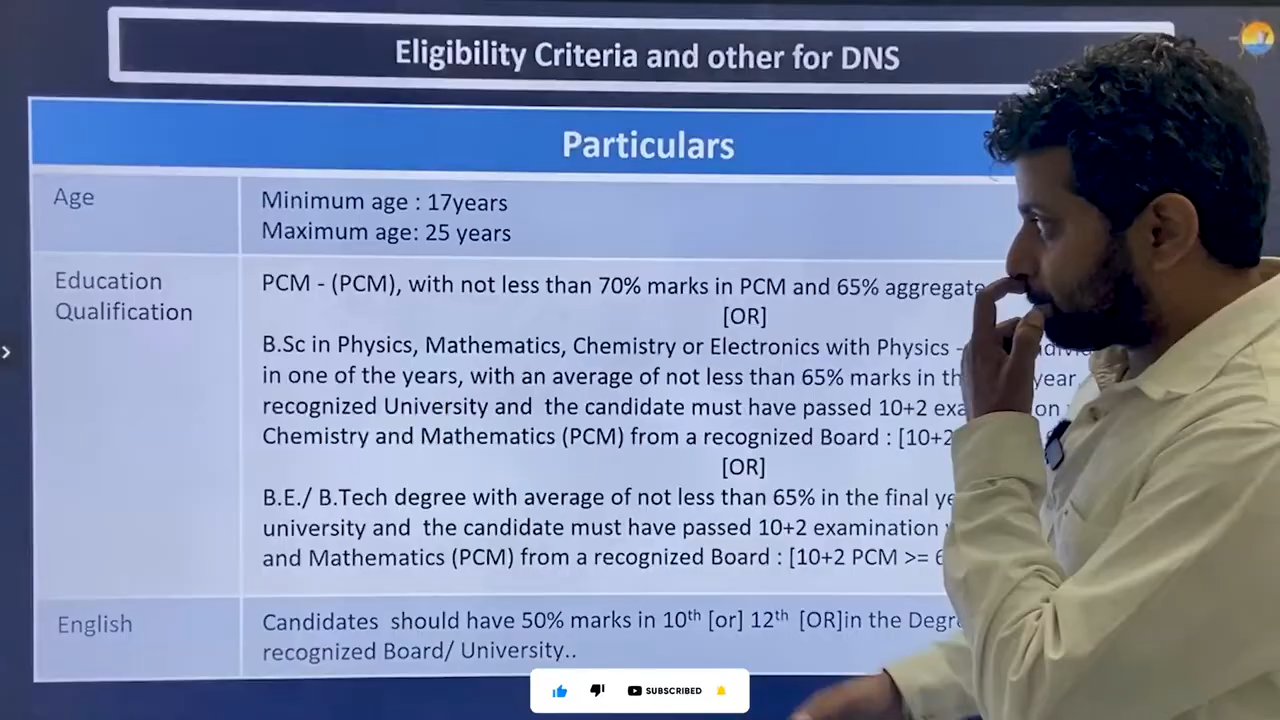 Eligibility Criteria and other for DNS
Particulars
Age
Minimum age : 17years
Maximum age: 25 years
Education
Qualification
PCM - (PCM), with not less than 70% marks in PCM and 65% aggregate
[OR]
B.Sc in Physics, Mathematics, Chemistry or Electronics with Physics -
in one of the years, with an average of not less than 65% marks in year
recognized University and the candidate must have passed 10+2 on
Chemistry and Mathematics (PCM) from a recognized Board : [10+2
[OR]
B.E./ B.Tech degree with average of not less than 65% in the final
university and the candidate must have passed 10+2 examination
and Mathematics (PCM) from a recognized Board : [10+2 PCM >=
English
Candidates should have 50% marks in 10th [or] 12th [OR]in the
recognized Board/ University..
SUBSCRIBED